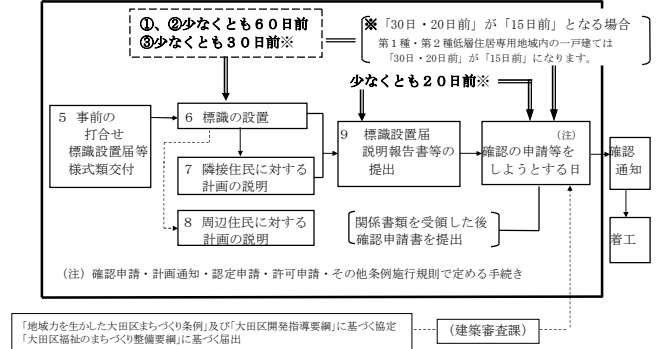 ①、②少なくとも６０日前
③少なくとも３０日前※
※「30日・20日前」が「15日前」となる場合
第１種・第２種低層住居専用地域内の一戸建ては
「30日・20日前」が「15日前」になります。
少なくとも２０日前※
５ 事前の
打合せ
標識設置届等
様式類交付
６ 標識の設置
７ 隣接住民に対する
計画の説明
８ 周辺住民に対する
計画の説明
９ 標識設置届
説明報告書等の
提出
（注）
確認の申請等を
しようとする日
確認
通知
着工
関係書類を受領した後
確認申請書を提出
（注）確認申請・計画通知・認定申請・許可申請・その他条例施行規則で定める手続き
「地域力を生かした大田区まちづくり条例」及び「大田区開発指導要綱」に基づく協定
「大田区福祉のまちづくり整備要綱」に基づく届出
（建築審査課）